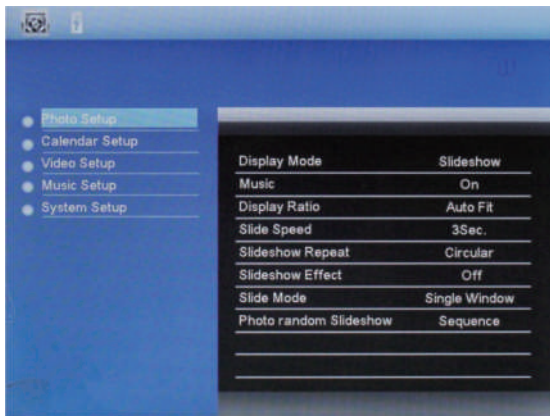 Photo Setup
Calendar Setup
Video Setup
Music Setup
System Setup
Display Mode Slideshow
Music On
Display Ratio Auto Fit
Slide Speed 3Sec.
Slideshow Repeat Circular
Slideshow Effect Off
Slide Mode Single Window
Photo random Slideshow Sequence